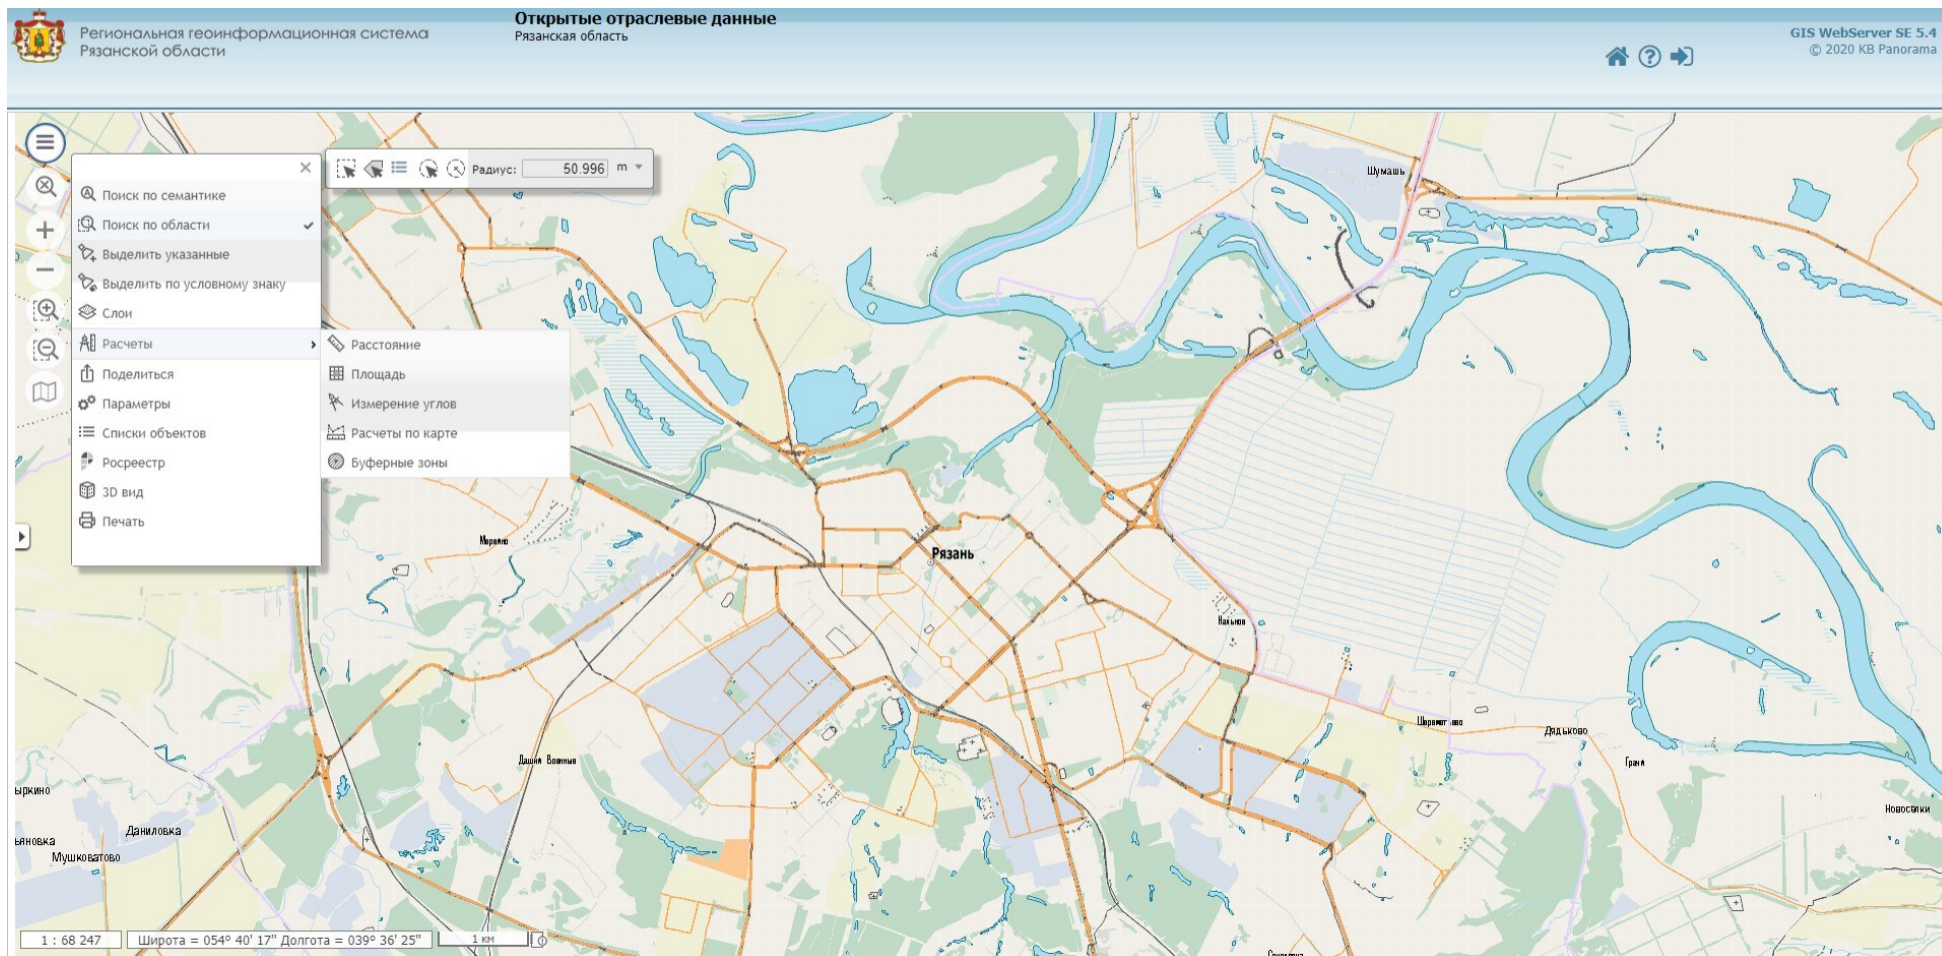 Региональная геоинформационная система
Рязанской области
Открытые отраслевые данные
Рязанская область
GIS WebServer SE 5.4
© 2020 KB Panorama
Поиск по семантике
Поиск по области
Выделить указанные
Выделить по условному знаку
Слои
Расчеты
Поделиться
Параметры
Списки объектов
Росреестр
3D вид
Печать
Радиус: 50.996 m
Расстояние
Площадь
Измерение углов
Расчеты по карте
Буферные зоны
Шумашь
Рязань
Дядьково
Новоселки
ыркино
Даниловка
Мушковатово
1 : 68 247
Широта = 054° 40' 17" Долгота = 039° 36' 25"
1 км